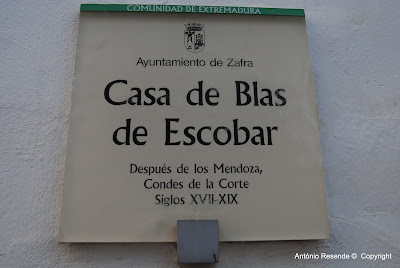 COMUNIDAD DE EXTREMADURA
Ayuntamiento de Zafra
Casa de Blas
de Escobar
Después de los Mendoza,
Condes de la Corte
Siglos XVII-XIX
António Resende © Copyright